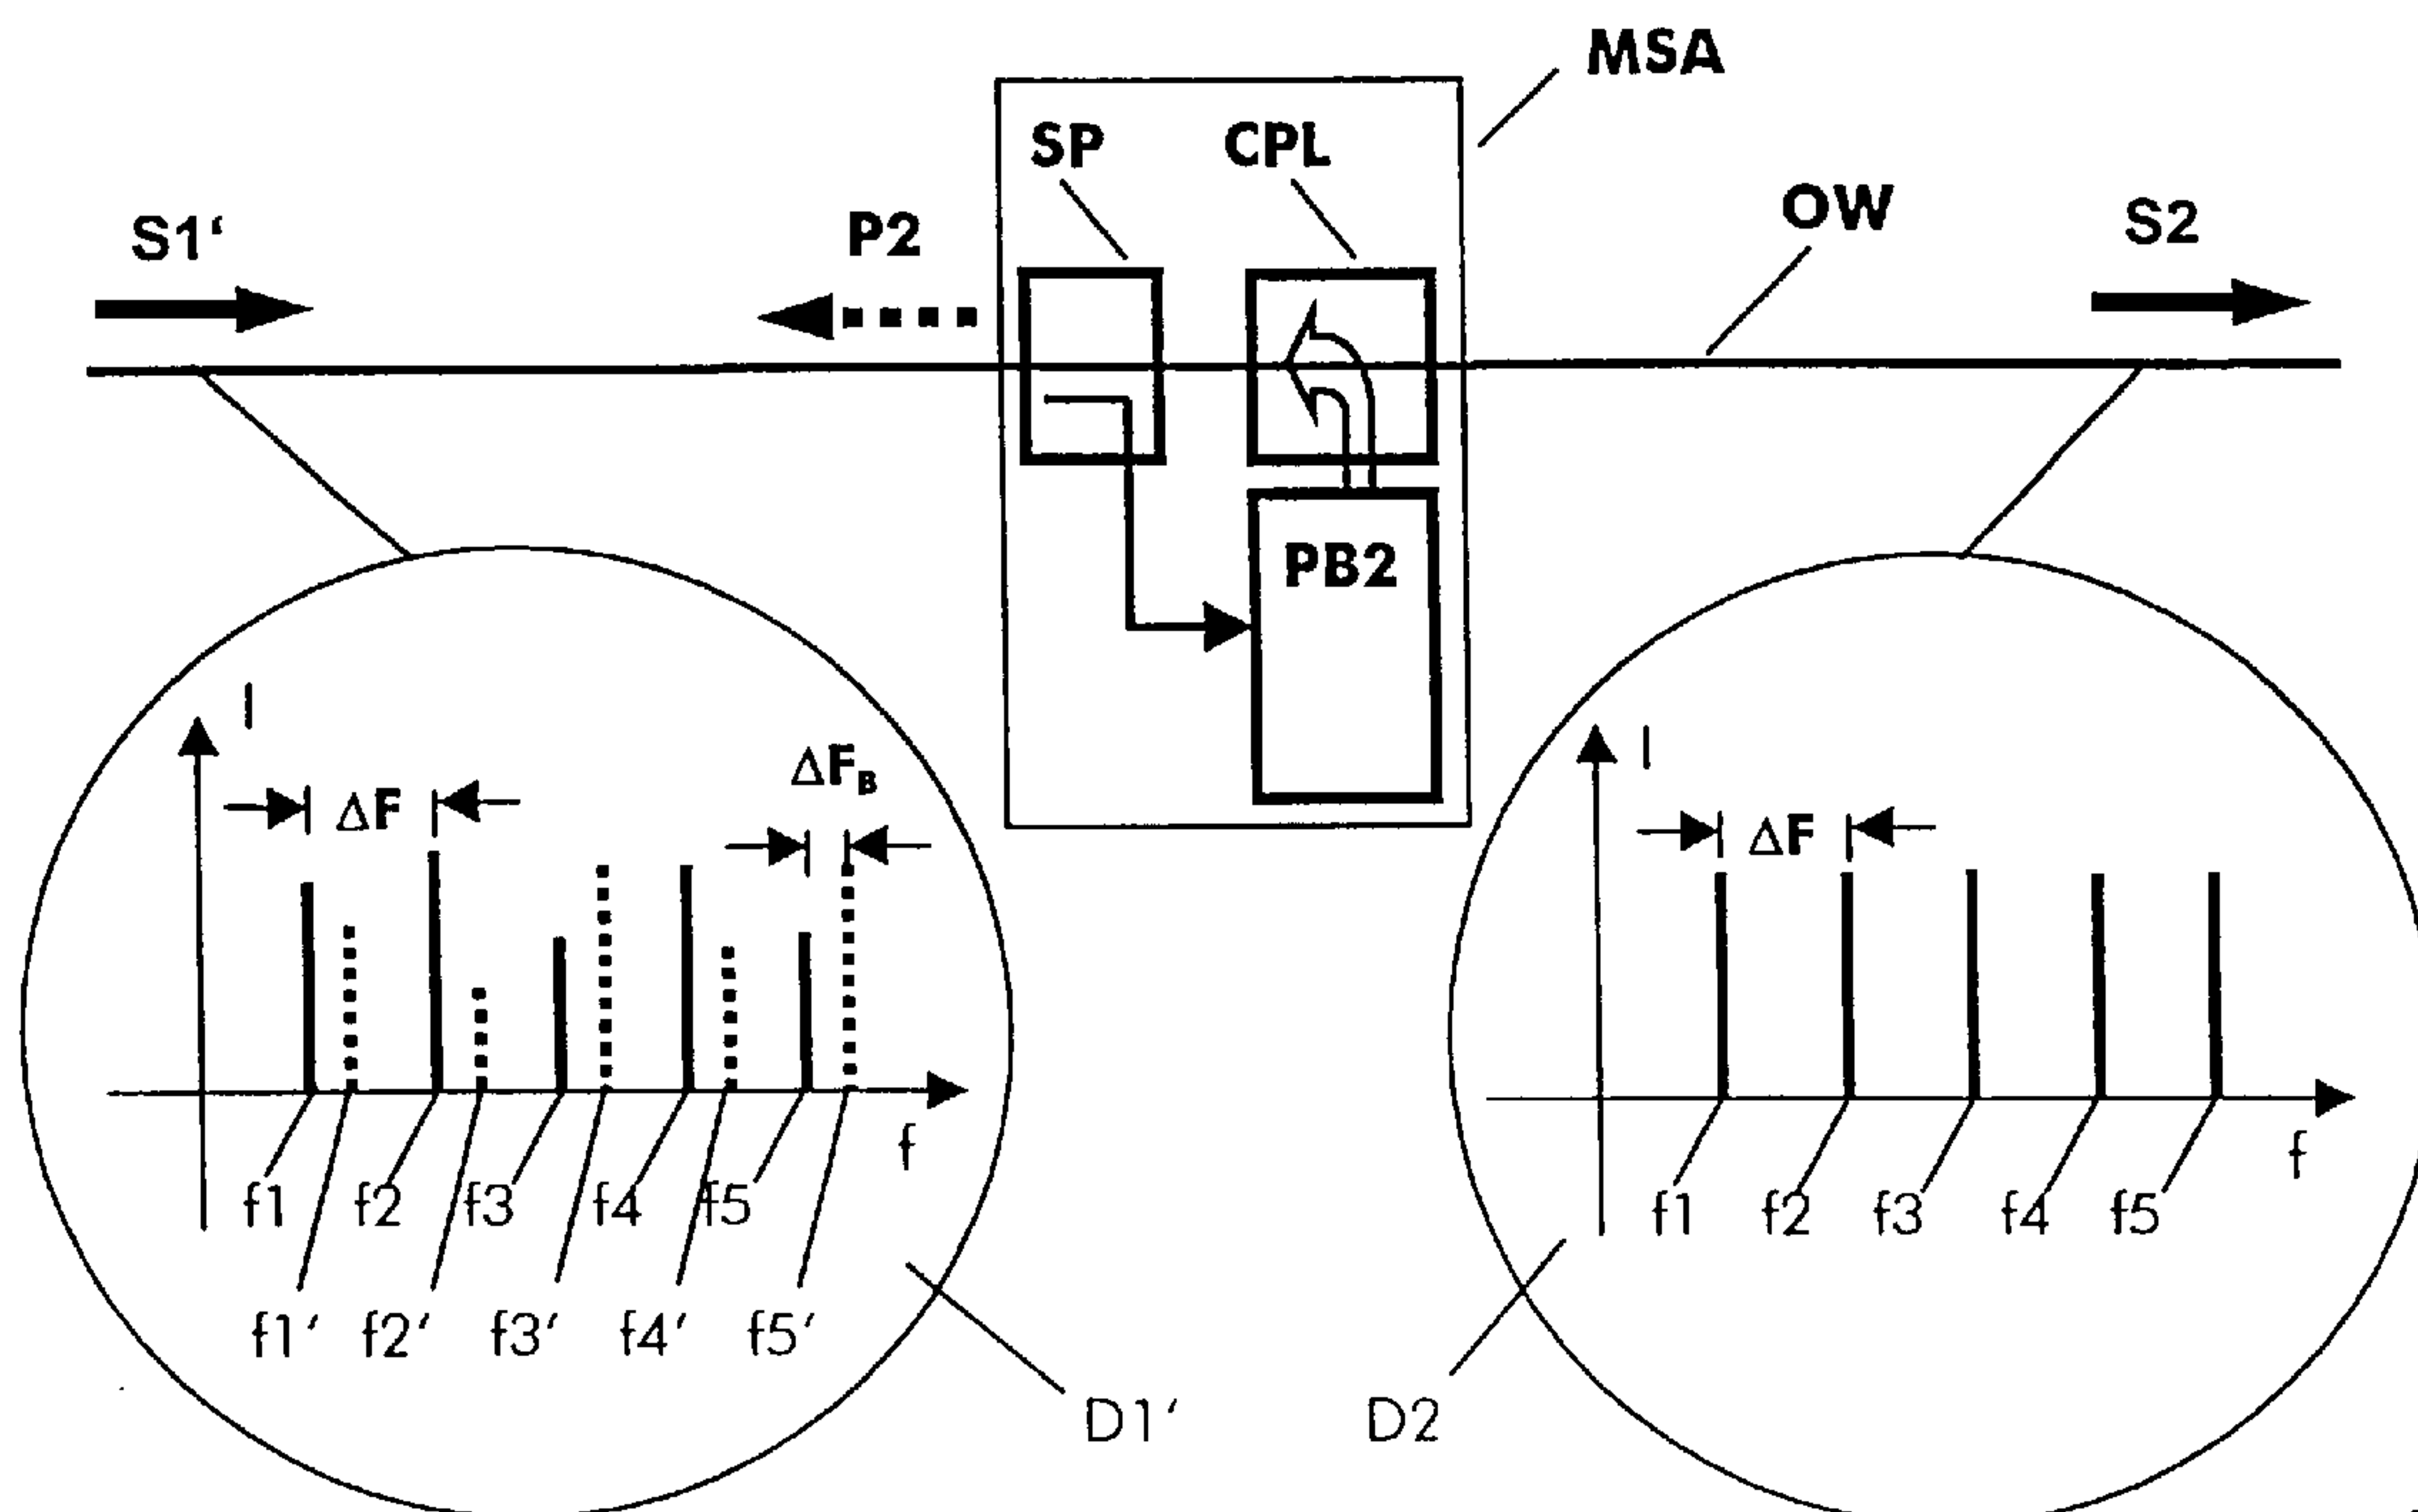 MSA
SP CPL
S1‘ P2 OW S2
PB2
I
ΔF ΔFB
f
f1 f2 f3 f4 f5
f1′ f2′ f3′ f4′ f5′
D1‘
I
ΔF
f
f1 f2 f3 f4 f5
D2